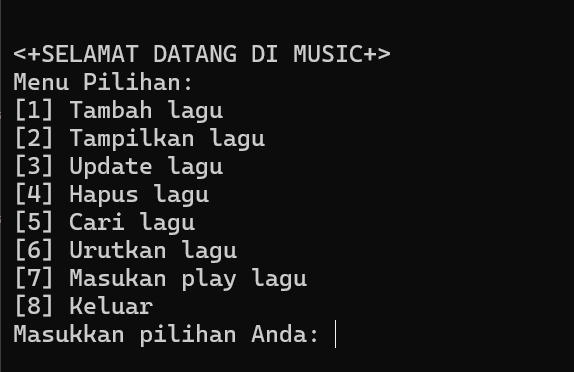 <+SELAMAT DATANG DI MUSIC+>
Menu Pilihan:
[1] Tambah lagu
[2] Tampilkan lagu
[3] Update lagu
[4] Hapus lagu
[5] Cari lagu
[6] Urutkan lagu
[7] Masukan play lagu
[8] Keluar
Masukkan pilihan Anda: